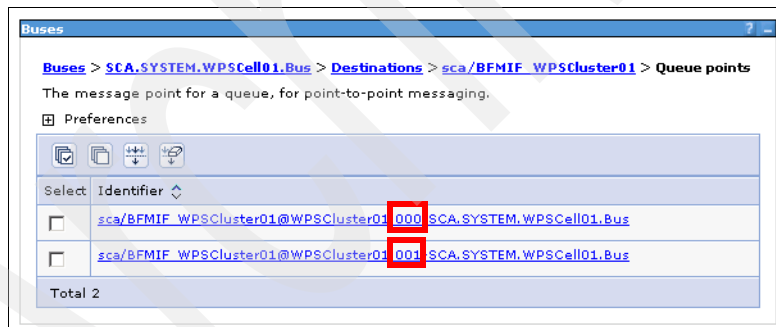 Buses ? –
Buses > SCA.SYSTEM.WPSCell01.Bus > Destinations > sca/BFMIF_WPSCluster01 > Queue points
The message point for a queue, for point-to-point messaging.
Preferences
Select Identifier
sca/BFMIF_WPSCluster01@WPSCluster01.000-SCA.SYSTEM.WPSCell01.Bus
sca/BFMIF_WPSCluster01@WPSCluster01.001-SCA.SYSTEM.WPSCell01.Bus
Total 2